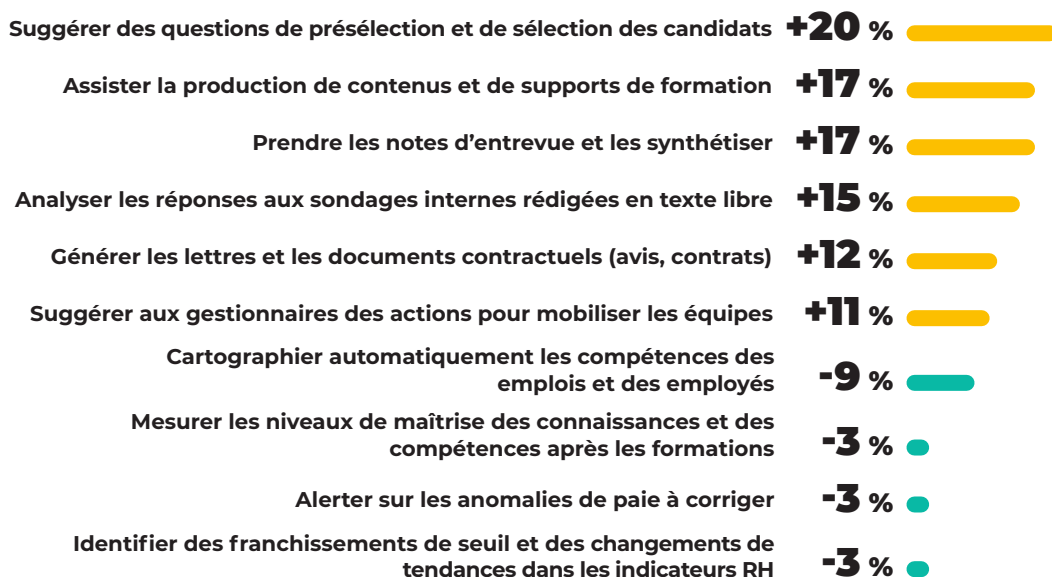 Suggérer des questions de présélection et de sélection des candidats +20 %
Assister la production de contenus et de supports de formation +17 %
Prendre les notes d'entrevue et les synthétiser +17 %
Analyser les réponses aux sondages internes rédigées en texte libre +15 %
Générer les lettres et les documents contractuels (avis, contrats) +12 %
Suggérer aux gestionnaires des actions pour mobiliser les équipes +11 %
Cartographier automatiquement les compétences des
emplois et des employés -9 %
Mesurer les niveaux de maîtrise des connaissances et des
compétences après les formations -3 %
Alerter sur les anomalies de paie à corriger -3 %
Identifier des franchissements de seuil et des changements de
tendances dans les indicateurs RH -3 %